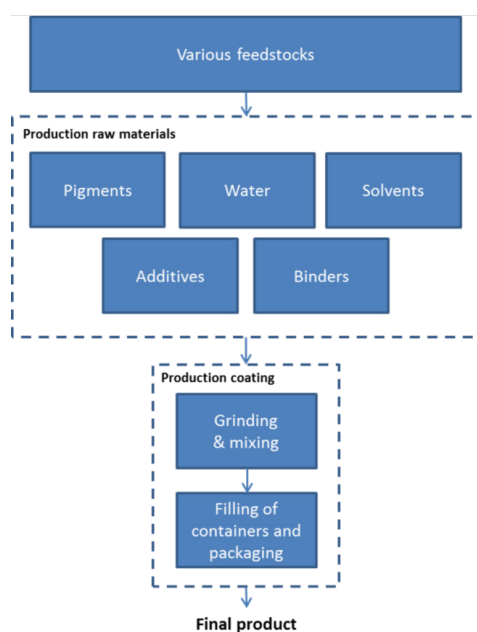 Various feedstocks
Production raw materials
Pigments
Water
Solvents
Additives
Binders
Production coating
Grinding
& mixing
Filling of
containers and
packaging
Final product